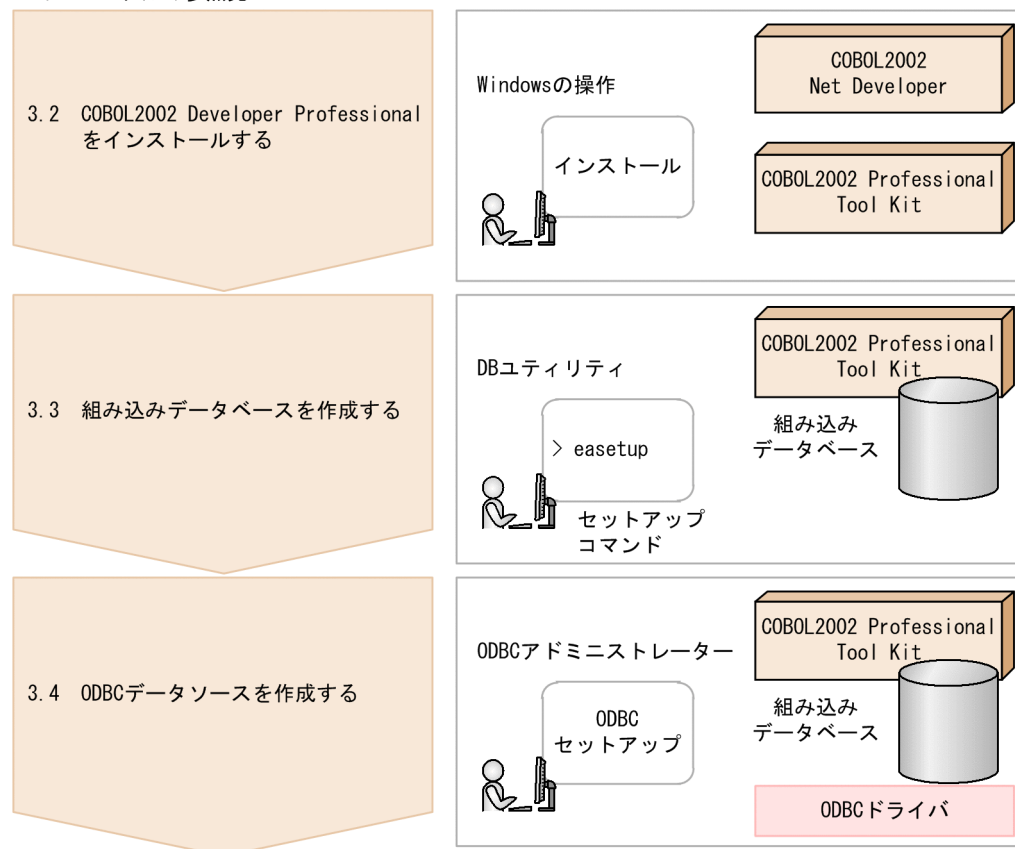 3.2 COBOL2002 Developer Professional
をインストールする
Windowsの操作
インストール
COBOL2002
Net Developer
COBOL2002 Professional
Tool Kit
3.3 組み込みデータベースを作成する
DBユティリティ
> easetup
セットアップ
コマンド
COBOL2002 Professional
Tool Kit
組み込み
データベース
3.4 ODBCデータソースを作成する
ODBCアドミニストレーター
ODBC
セットアップ
COBOL2002 Professional
Tool Kit
組み込み
データベース
ODBCドライバ